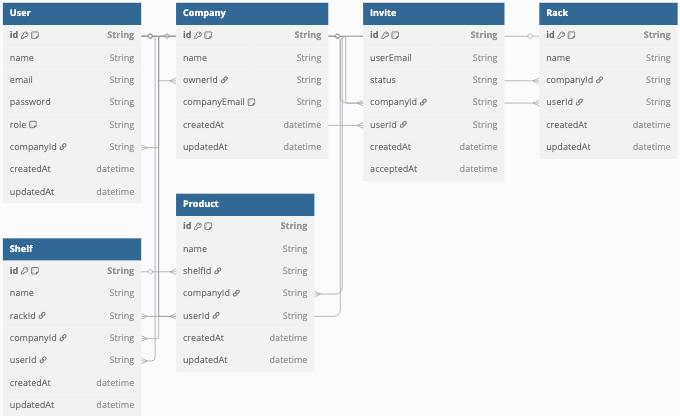 User
id String
name String
email String
password String
role String
companyId String
createdAt datetime
updatedAt datetime
Company
id String
name String
ownerId String
companyEmail String
createdAt datetime
updatedAt datetime
Invite
id String
userEmail String
status String
companyId String
userId String
createdAt datetime
acceptedAt datetime
Rack
id String
name String
companyId String
userId String
createdAt datetime
updatedAt datetime
Shelf
id String
name String
rackId String
companyId String
userId String
createdAt datetime
updatedAt datetime
Product
id String
name String
shelfId String
companyId String
userId String
createdAt datetime
updatedAt datetime